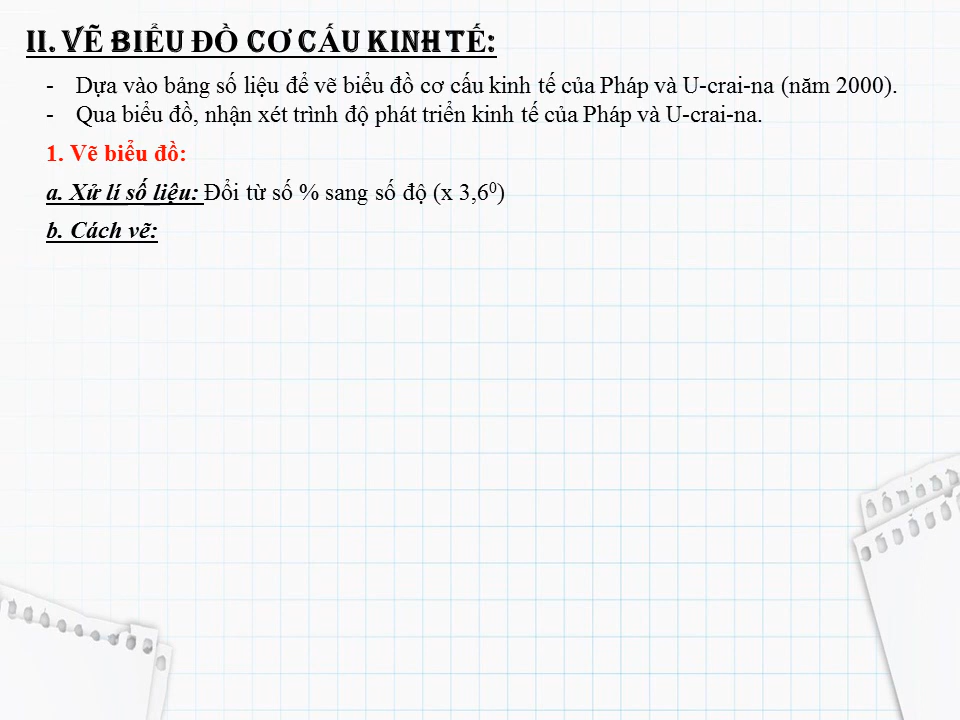 II. VẼ BIỂU ĐỒ CƠ CẤU KINH TẾ:
- Dựa vào bảng số liệu để vẽ biểu đồ cơ cấu kinh tế của Pháp và U-crai-na (năm 2000).
- Qua biểu đồ, nhận xét trình độ phát triển kinh tế của Pháp và U-crai-na.
1. Vẽ biểu đồ:
a. Xử lí số liệu: Đổi từ số % sang số độ (x 3,6⁰)
b. Cách vẽ: